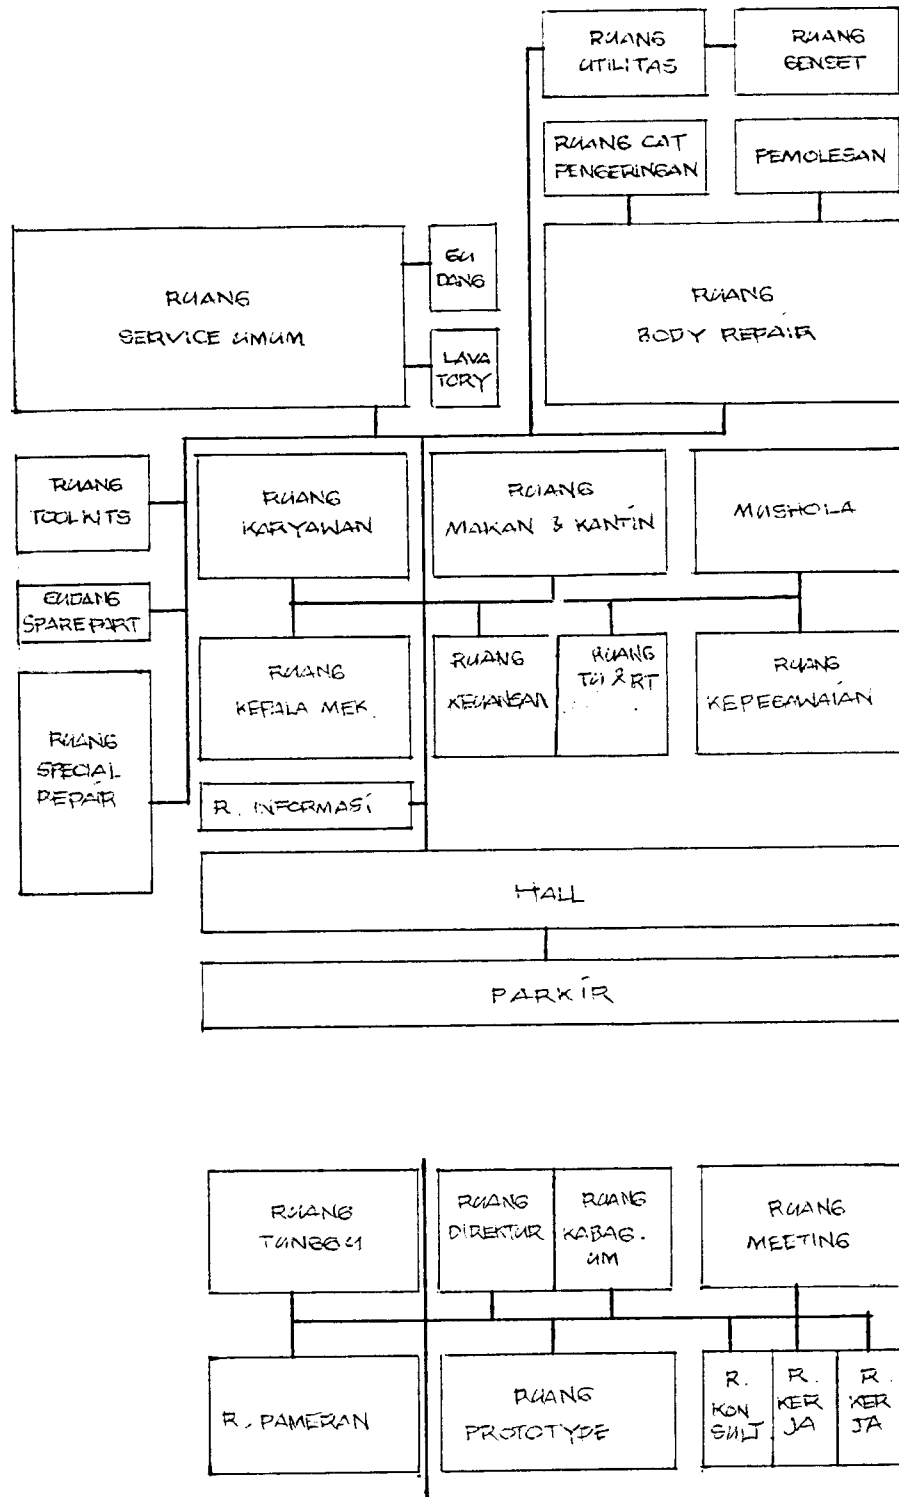 RUANG
UTILITAS
RUANG
GENSET
RUANG CAT
PENGERINGAN
PEMOLESAN
RUANG
SERVICE UMUM
GU
DANG
LAVA
TORY
RUANG
BODY REPAIR
RUANG
TOOLKITS
RUANG
KARYAWAN
RUANG
MAKAN & KANTIN
MUSHOLA
GUDANG
SPAREPART
RUANG
KEPALA MEK.
RUANG
KEUANGAN
RUANG
TU & RT
RUANG
KEPEGAWAIAN
RUANG
SPECIAL
REPAIR
R. INFORMASI
HALL
PARKIR
RUANG
TUNGGU
RUANG
DIREKTUR
RUANG
KABAG.
UM
RUANG
MEETING
R. PAMERAN
RUANG
PROTOTYPE
R.
KON
SULT.
R.
KER
JA
R.
KER
JA